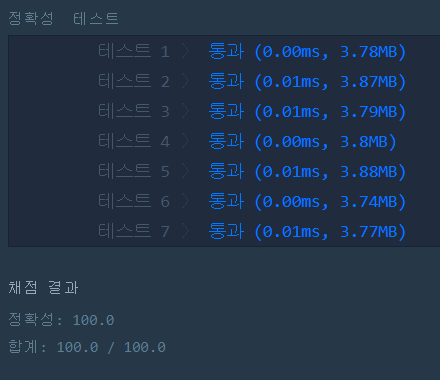 정확성 테스트
테스트 1 〉 통과 (0.00ms, 3.78MB)
테스트 2 〉 통과 (0.01ms, 3.87MB)
테스트 3 〉 통과 (0.01ms, 3.79MB)
테스트 4 〉 통과 (0.00ms, 3.8MB)
테스트 5 〉 통과 (0.01ms, 3.88MB)
테스트 6 〉 통과 (0.00ms, 3.74MB)
테스트 7 〉 통과 (0.01ms, 3.77MB)
채점 결과
정확성: 100.0
합계: 100.0 / 100.0